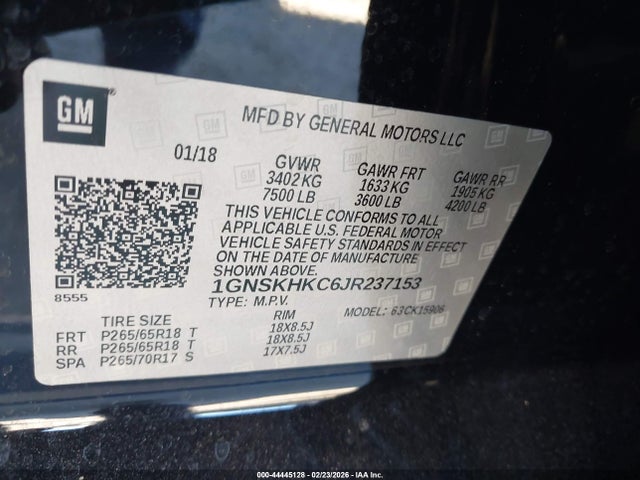 GM
®
MFD BY GENERAL MOTORS LLC
01/18
GVWR
3402 KG
7500 LB
GAWR FRT
1633 KG
3600 LB
GAWR RR
1905 KG
4200 LB
THIS VEHICLE CONFORMS TO ALL
APPLICABLE U.S. FEDERAL MOTOR
VEHICLE SAFETY STANDARDS IN EFFECT
ON THE DATE OF MANUFACTURE
SHOWN ABOVE.
1GNSKHKC6JR237153
8555
TYPE: M.P.V.
MODEL: 63CK15906
TIRE SIZE RIM
FRT P265/65R18 T 18X8.5J
RR P265/65R18 T 18X8.5J
SPA P265/70R17 S 17X7.5J
000-44445128 - 02/23/2026 - IAA Inc.